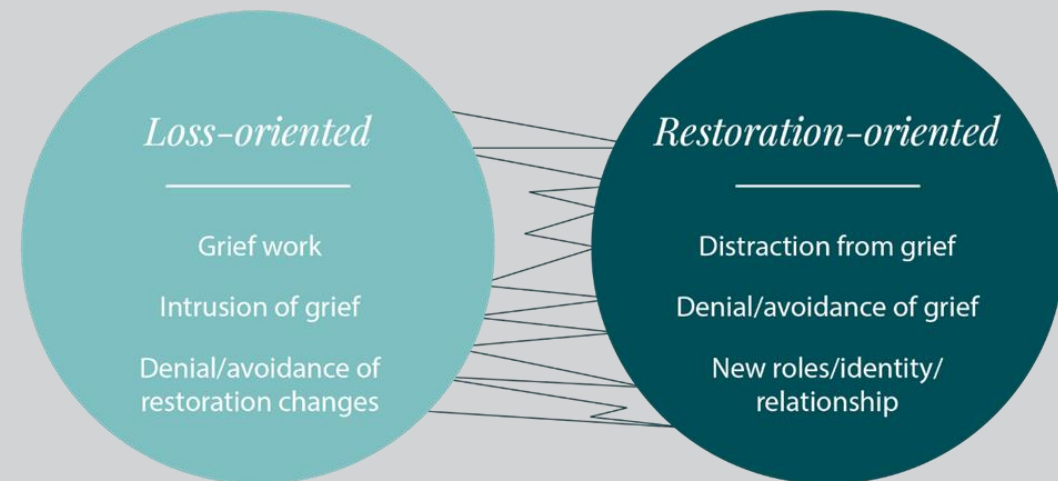 Loss-oriented
Grief work
Intrusion of grief
Denial/avoidance of
restoration changes
Restoration-oriented
Distraction from grief
Denial/avoidance of grief
New roles/identity/
relationship